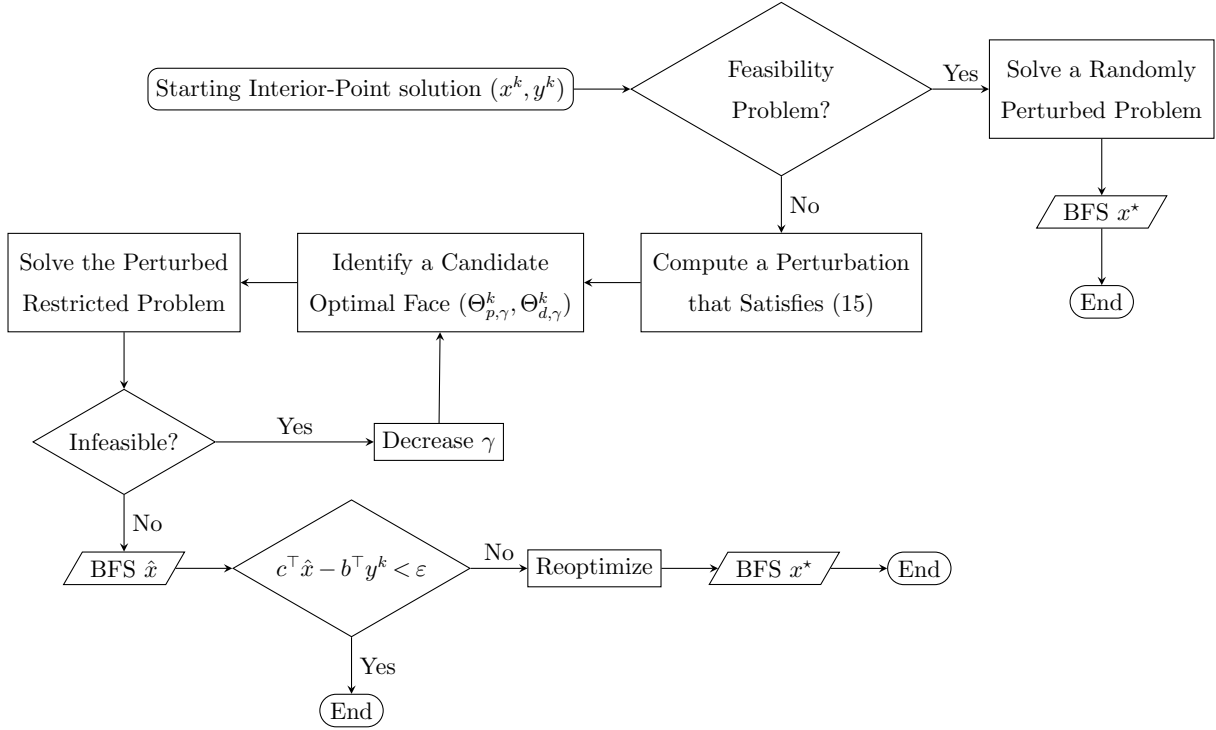 Starting Interior-Point solution (x^k, y^k)
Feasibility
Problem?
Yes
Solve a Randomly
Perturbed Problem
No
BFS x^⋆
End
Solve the Perturbed
Restricted Problem
Identify a Candidate
Optimal Face (Θ^k_{p,γ}, Θ^k_{d,γ})
Compute a Perturbation
that Satisfies (15)
Infeasible?
Yes
Decrease γ
No
BFS x̂
c^⊤ x̂ − b^⊤ y^k < ε
No
Reoptimize
BFS x^⋆
End
Yes
End